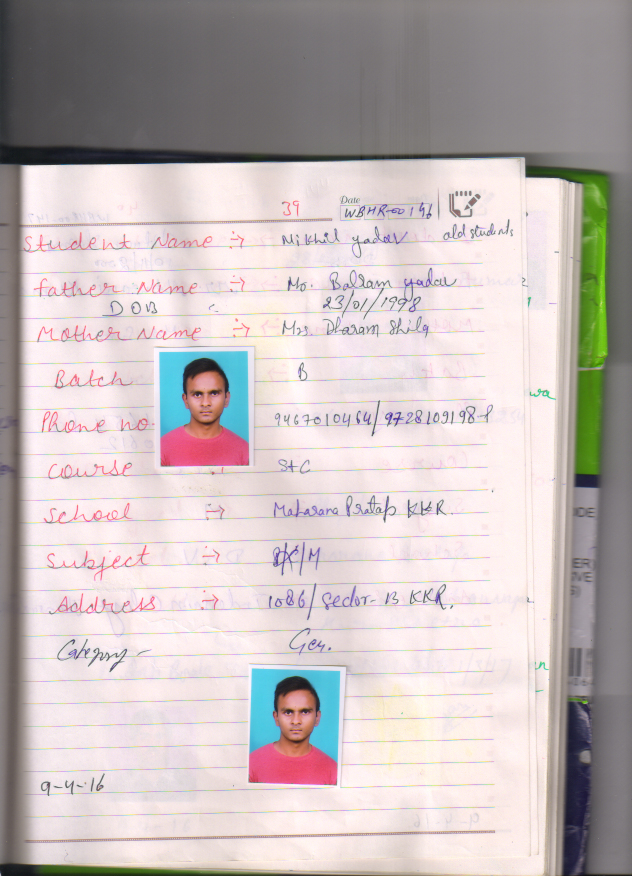 39
Date
WBHR-00146
Student Name ÷> Nikhil yadav old students
father Name ÷> Mr. Balram yadav
DOB 23/01/1998
Mother Name ÷> Mrs. Dharam Shila
Batch ÷> B
Phone no. 9467010464/9728109198-P
Course S+C
School ÷> Maharana Pratap KKR.
Subject ÷> P/C/M
Address ÷> 1086/Sector-13 KKR.
Category - Gen.
9-4-16